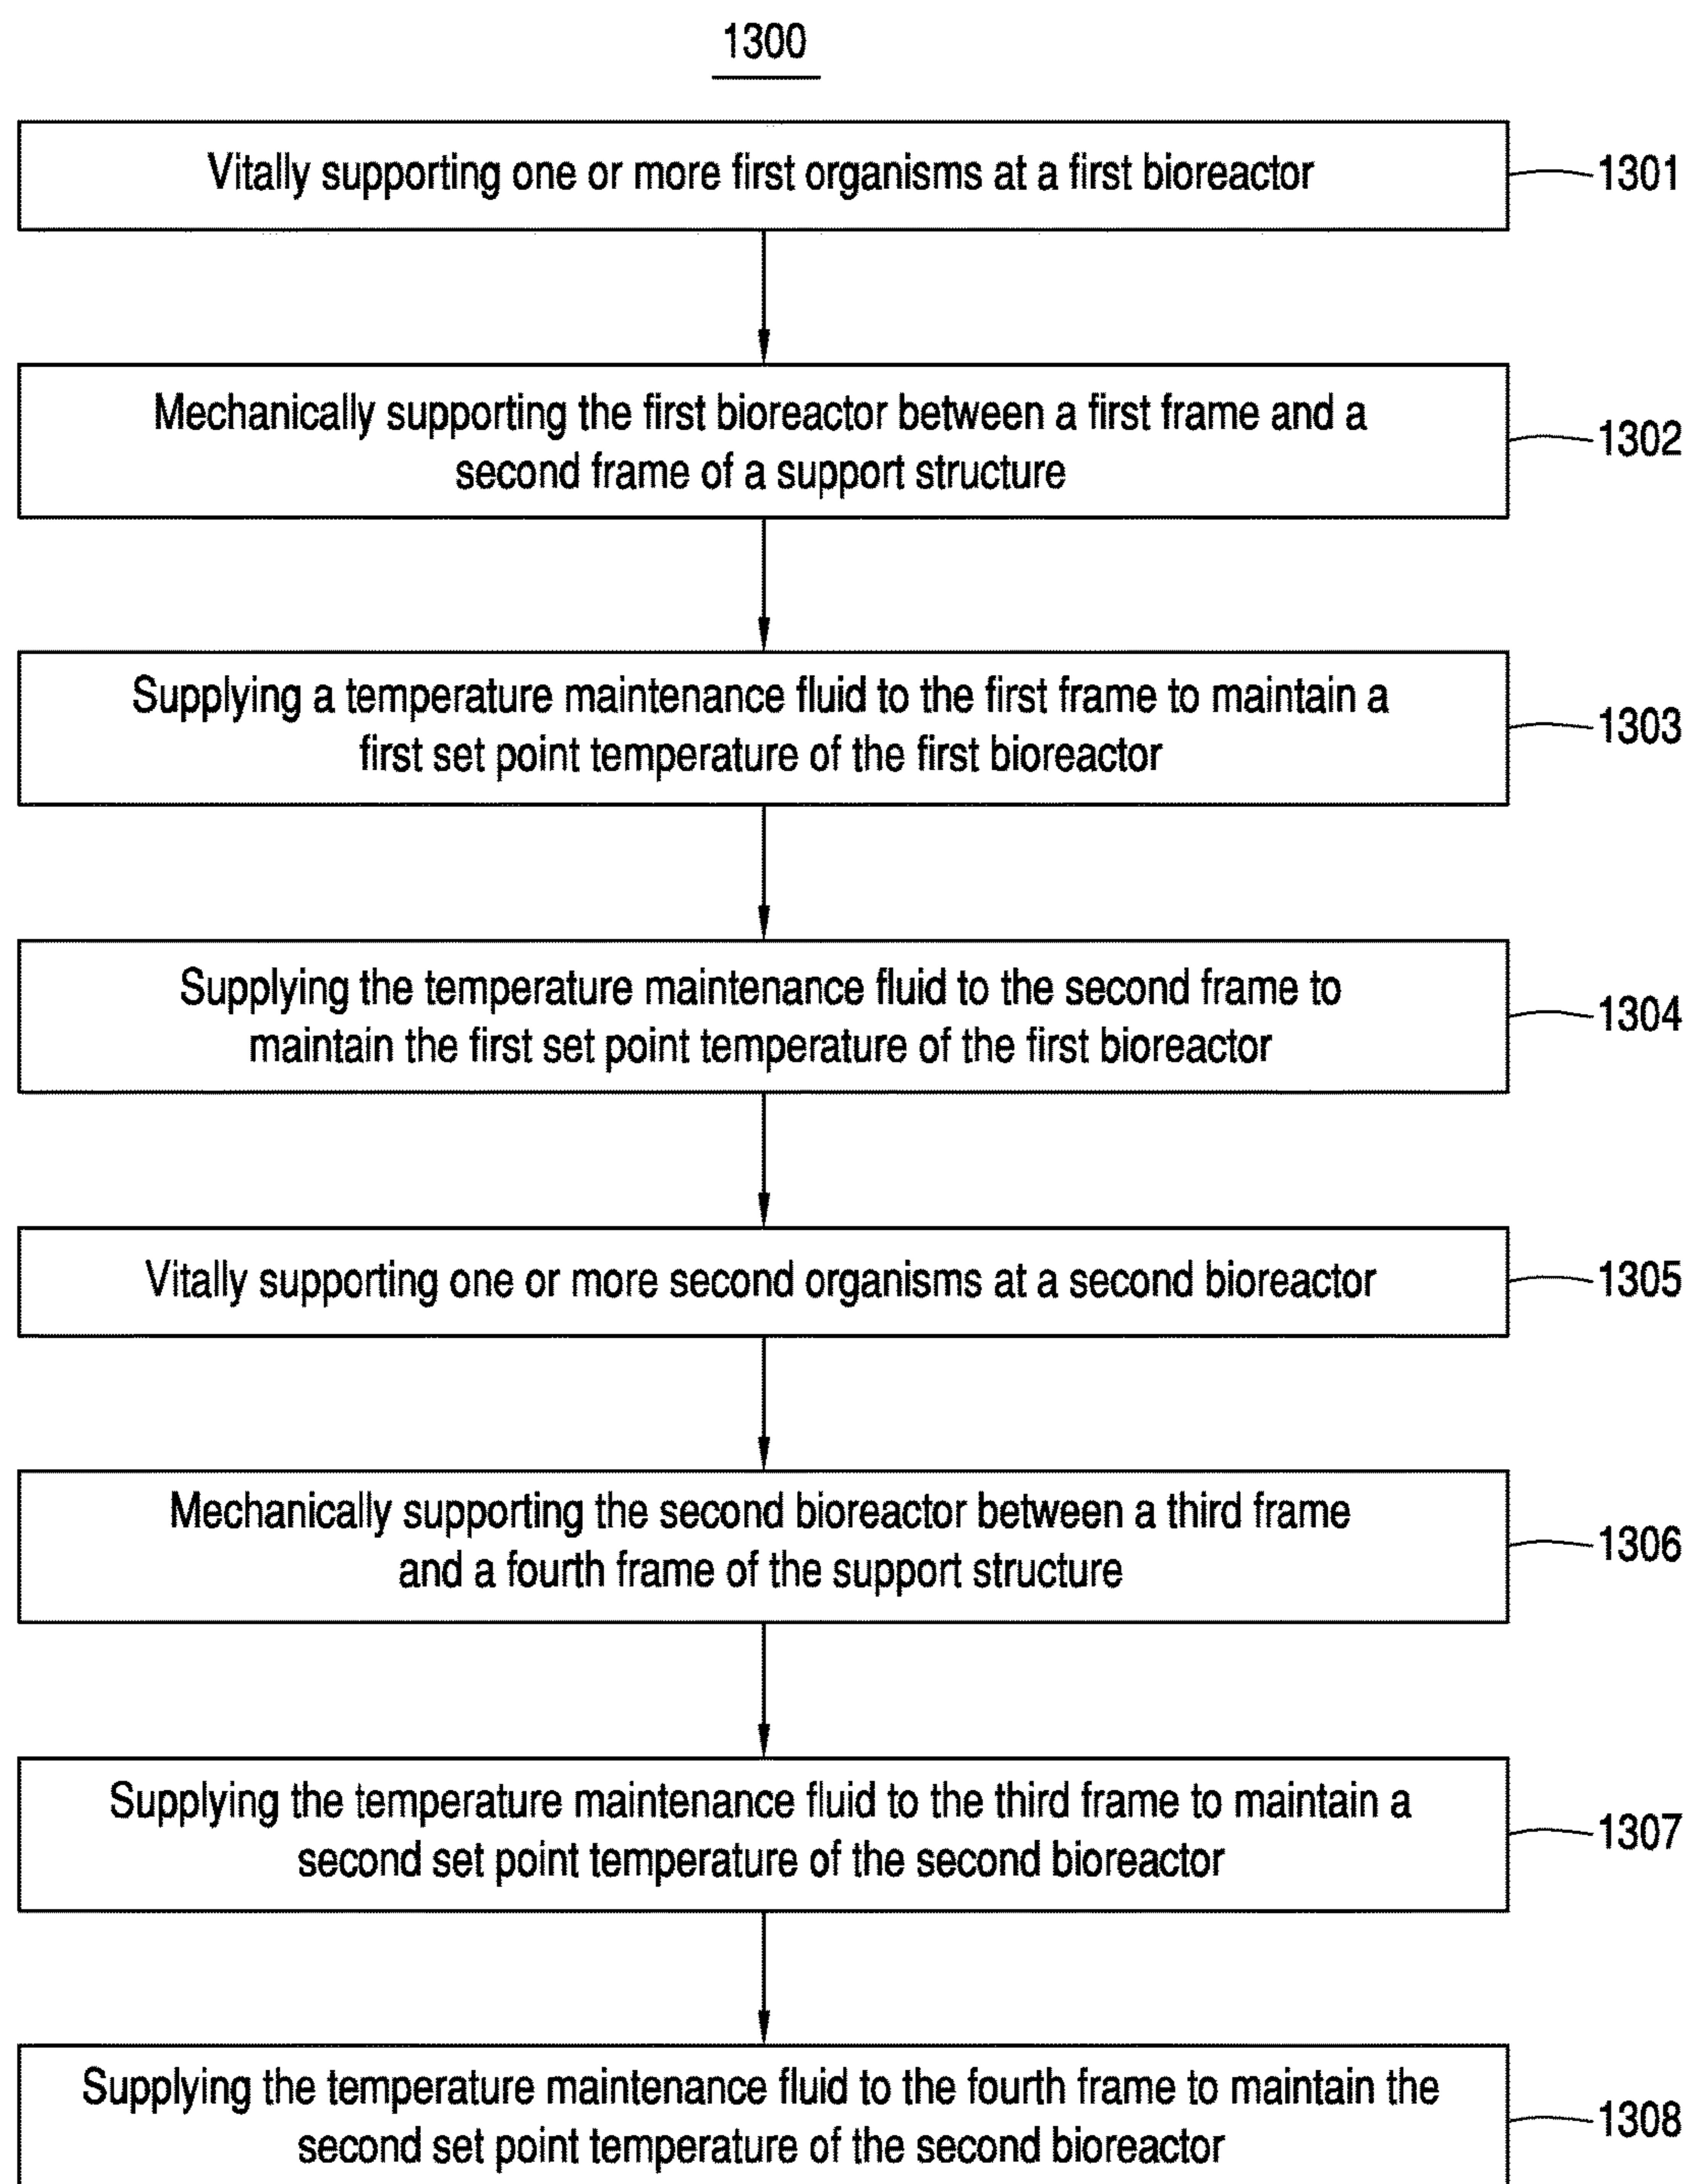 1300
Vitally supporting one or more first organisms at a first bioreactor
1301
Mechanically supporting the first bioreactor between a first frame and a
second frame of a support structure
1302
Supplying a temperature maintenance fluid to the first frame to maintain a
first set point temperature of the first bioreactor
1303
Supplying the temperature maintenance fluid to the second frame to
maintain the first set point temperature of the first bioreactor
1304
Vitally supporting one or more second organisms at a second bioreactor
1305
Mechanically supporting the second bioreactor between a third frame
and a fourth frame of the support structure
1306
Supplying the temperature maintenance fluid to the third frame to maintain a
second set point temperature of the second bioreactor
1307
Supplying the temperature maintenance fluid to the fourth frame to maintain the
second set point temperature of the second bioreactor
1308